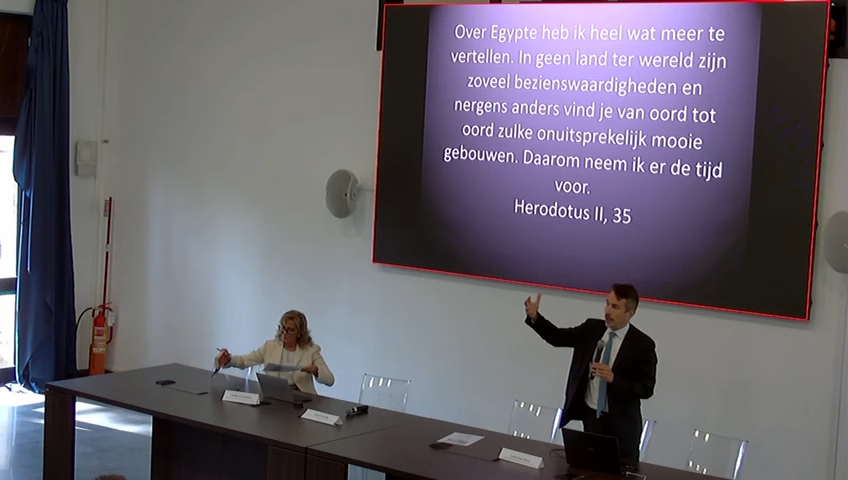 Over Egypte heb ik heel wat meer te
vertellen. In geen land ter wereld zijn
zoveel bezienswaardigheden en
nergens anders vind je van oord tot
oord zulke onuitsprekelijk mooie
gebouwen. Daarom neem ik er de tijd
voor.
Herodotus II, 35